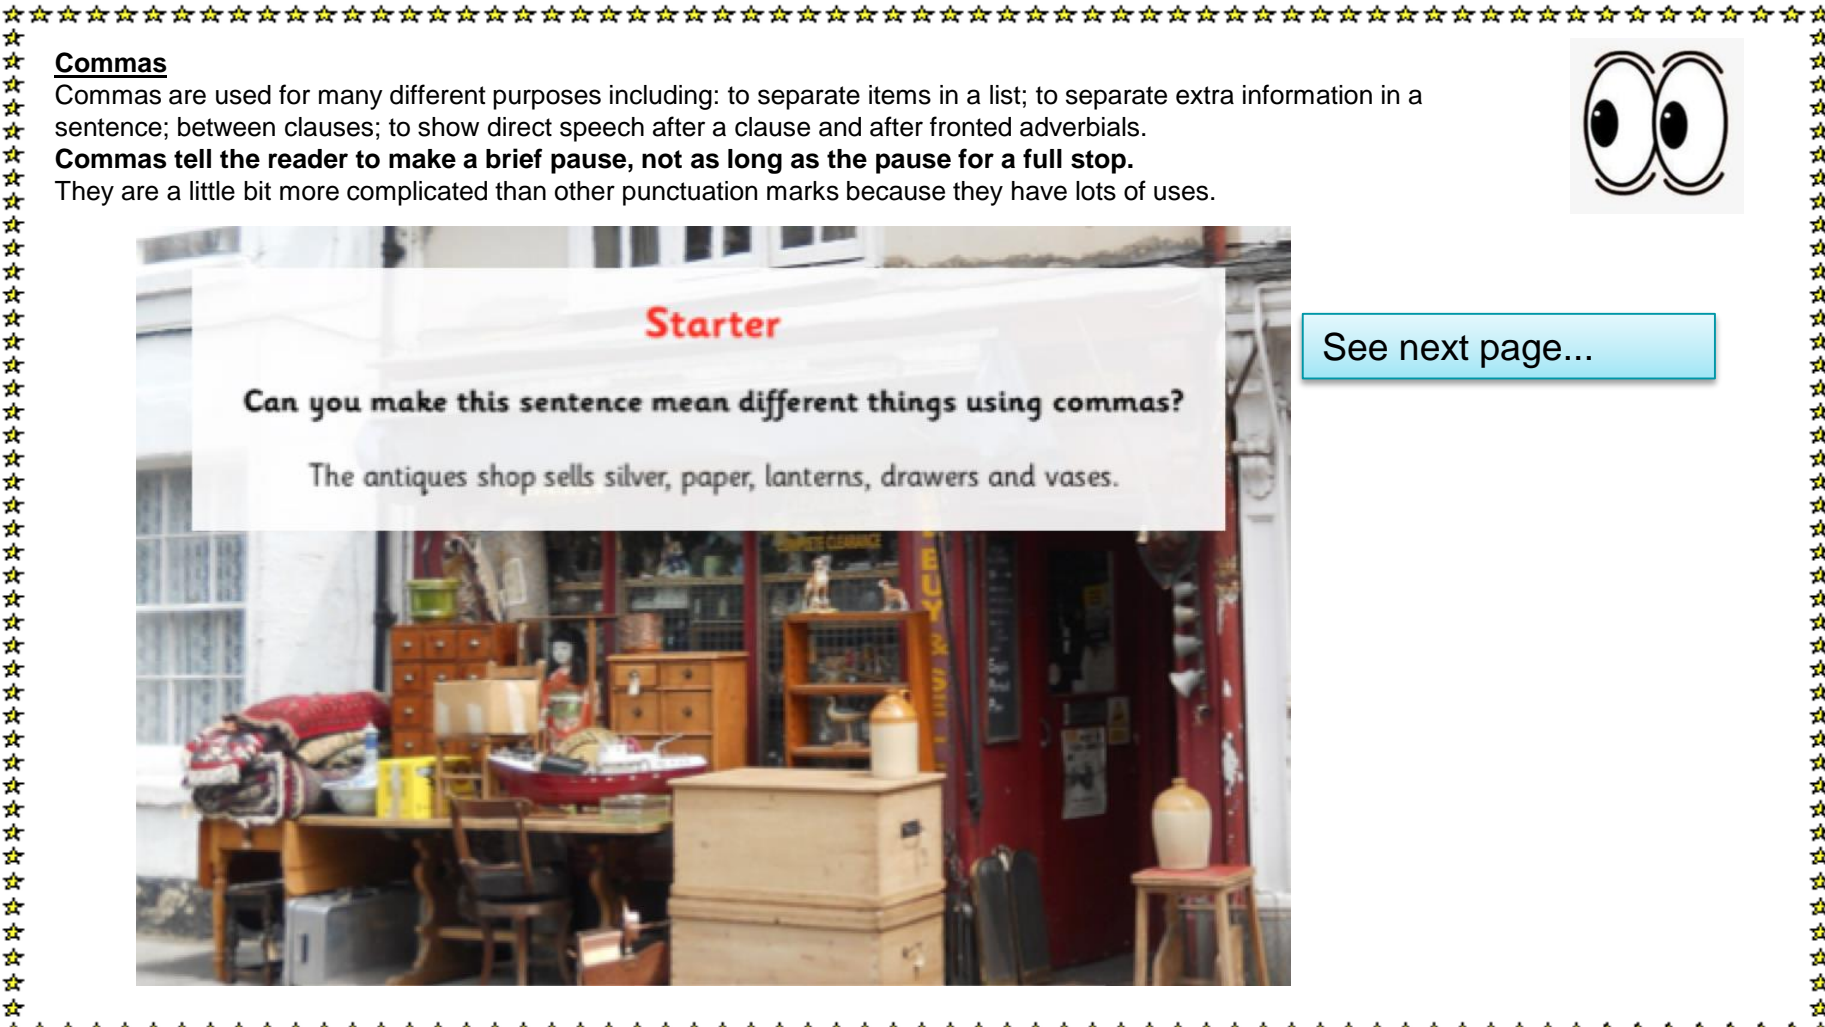 Commas
Commas are used for many different purposes including: to separate items in a list; to separate extra information in a
sentence; between clauses; to show direct speech after a clause and after fronted adverbials.
Commas tell the reader to make a brief pause, not as long as the pause for a full stop.
They are a little bit more complicated than other punctuation marks because they have lots of uses.
Starter
Can you make this sentence mean different things using commas?
The antiques shop sells silver, paper, lanterns, drawers and vases.
See next page...
COMPLETE CLEARANCE
BUY &